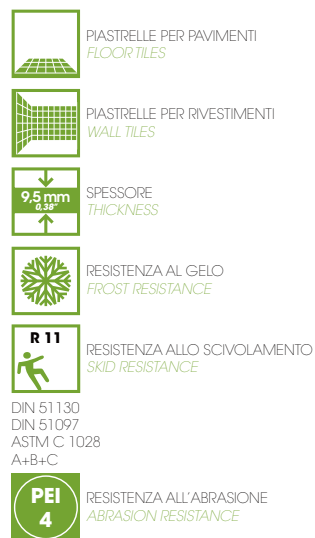 PIASTRELLE PER PAVIMENTI
FLOOR TILES
PIASTRELLE PER RIVESTIMENTI
WALL TILES
9,5 mm
0,38"
SPESSORE
THICKNESS
RESISTENZA AL GELO
FROST RESISTANCE
R 11
RESISTENZA ALLO SCIVOLAMENTO
SKID RESISTANCE
DIN 51130
DIN 51097
ASTM C 1028
A+B+C
PEI
4
RESISTENZA ALL'ABRASIONE
ABRASION RESISTANCE